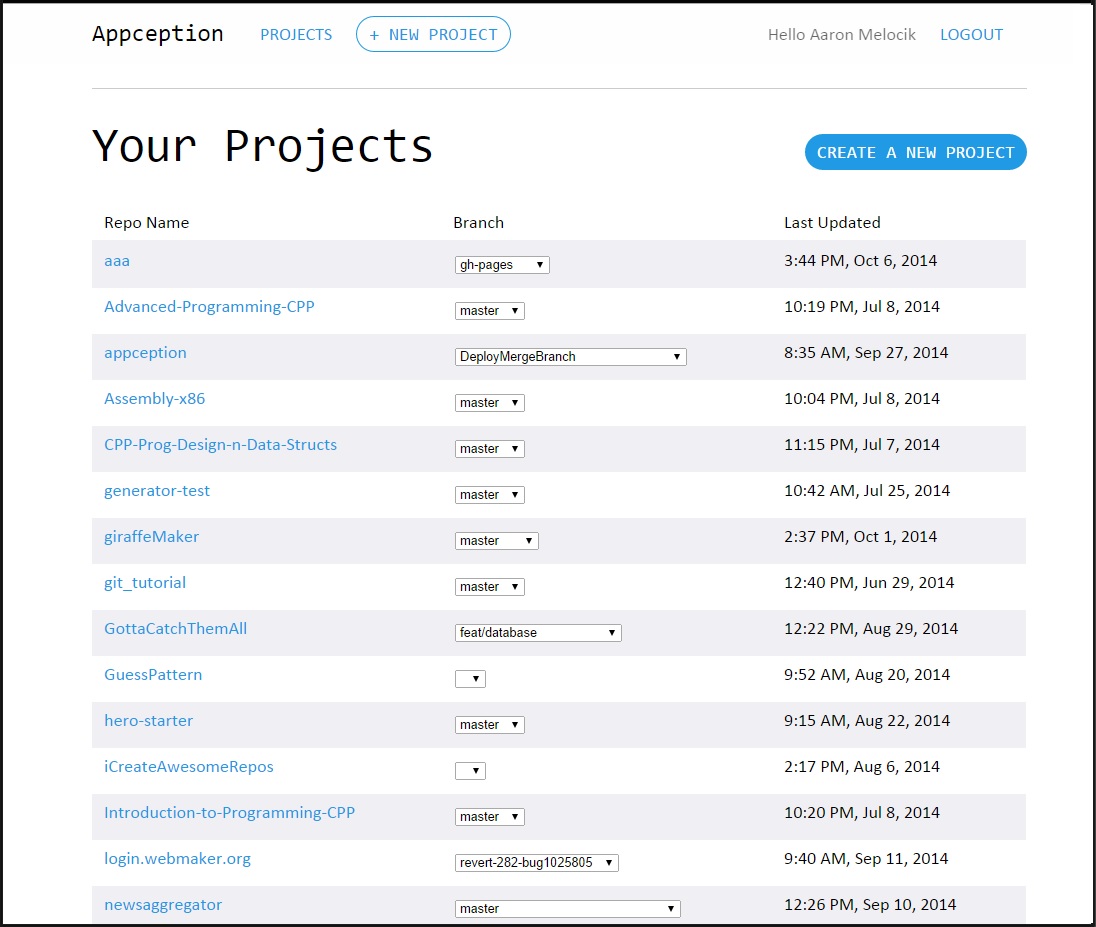 Appception PROJECTS + NEW PROJECT Hello Aaron Melocik LOGOUT
Your Projects CREATE A NEW PROJECT
Repo Name Branch Last Updated
aaa gh-pages 3:44 PM, Oct 6, 2014
Advanced-Programming-CPP master 10:19 PM, Jul 8, 2014
appception DeployMergeBranch 8:35 AM, Sep 27, 2014
Assembly-x86 master 10:04 PM, Jul 8, 2014
CPP-Prog-Design-n-Data-Structs master 11:15 PM, Jul 7, 2014
generator-test master 10:42 AM, Jul 25, 2014
giraffeMaker master 2:37 PM, Oct 1, 2014
git_tutorial master 12:40 PM, Jun 29, 2014
GottaCatchThemAll feat/database 12:22 PM, Aug 29, 2014
GuessPattern 9:52 AM, Aug 20, 2014
hero-starter master 9:15 AM, Aug 22, 2014
iCreateAwesomeRepos 2:17 PM, Aug 6, 2014
Introduction-to-Programming-CPP master 10:20 PM, Jul 8, 2014
login.webmaker.org revert-282-bug1025805 9:40 AM, Sep 11, 2014
newsaggregator master 12:26 PM, Sep 10, 2014